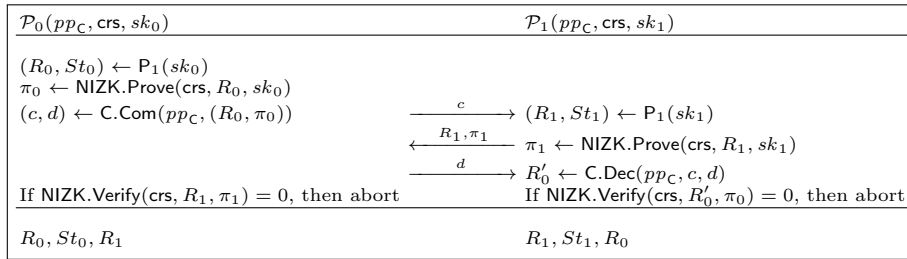 𝒫₀(pp_C, crs, sk₀) 𝒫₁(pp_C, crs, sk₁)
(R₀, St₀) ← P₁(sk₀)
π₀ ← NIZK.Prove(crs, R₀, sk₀)
(c, d) ← C.Com(pp_C, (R₀, π₀)) c (R₁, St₁) ← P₁(sk₁)
R₁, π₁ π₁ ← NIZK.Prove(crs, R₁, sk₁)
d R′₀ ← C.Dec(pp_C, c, d)
If NIZK.Verify(crs, R₁, π₁) = 0, then abort If NIZK.Verify(crs, R′₀, π₀) = 0, then abort
R₀, St₀, R₁ R₁, St₁, R₀